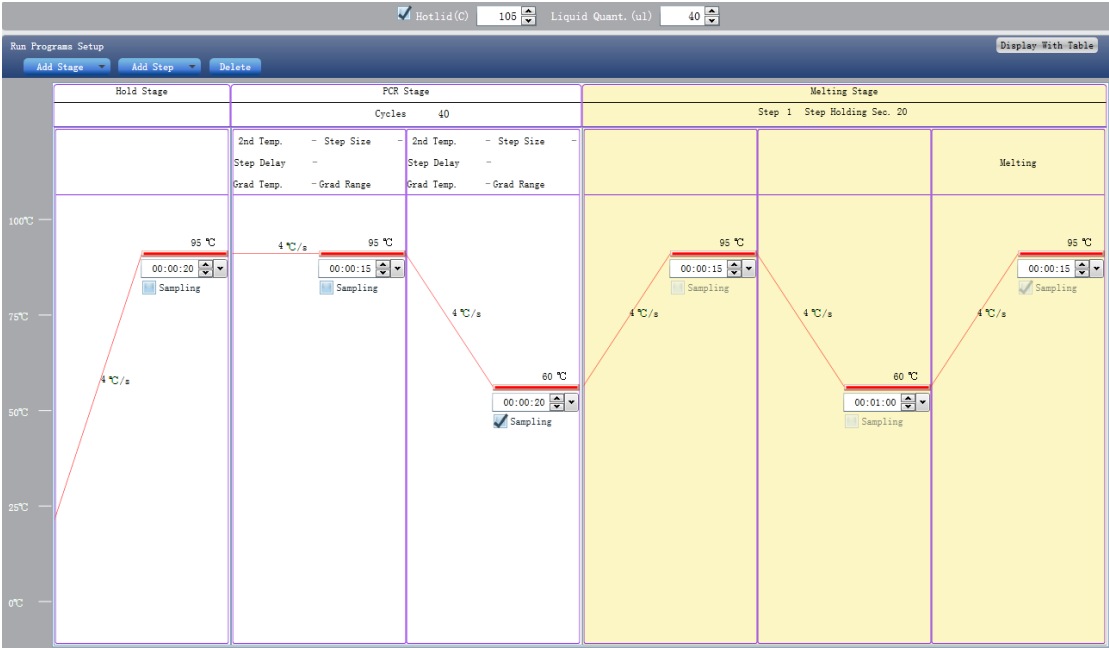 Hotlid(C) 105 Liquid Quant.(ul) 40
Run Programs Setup
Display With Table
Add Stage Add Step Delete
Hold Stage PCR Stage Melting Stage
Cycles 40 Step 1 Step Holding Sec. 20
2nd Temp. - Step Size - 2nd Temp. - Step Size -
Step Delay - Step Delay - Melting
Grad Temp. - Grad Range Grad Temp. - Grad Range
100℃
95 ℃ 4℃/s 95 ℃ 95 ℃ 95 ℃
00:00:20 00:00:15 00:00:15 00:00:15
Sampling Sampling Sampling Sampling
75℃ 4℃/s 4℃/s 4℃/s 4℃/s
4℃/s 60 ℃ 60 ℃
50℃ 00:00:20 00:01:00
Sampling Sampling
25℃
0℃